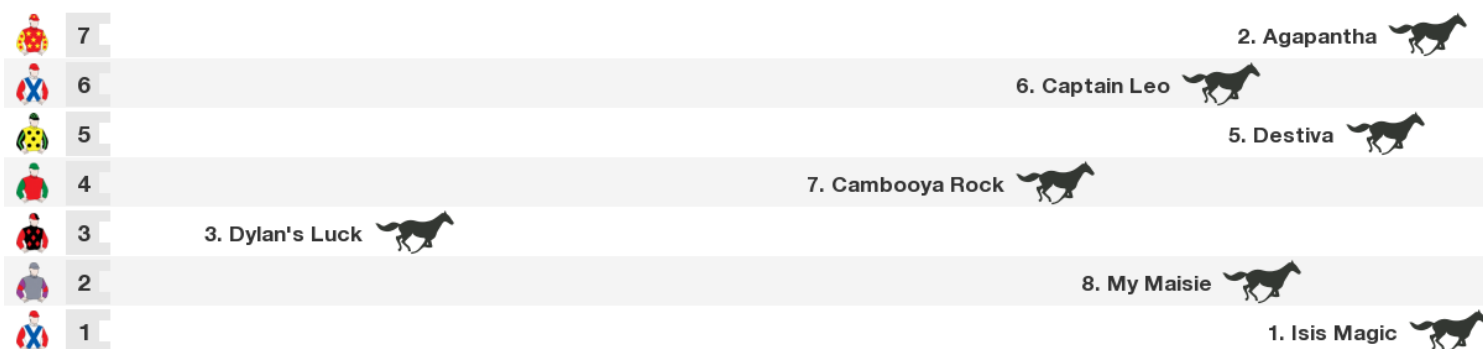 7 2. Agapantha
6 6. Captain Leo
5 5. Destiva
4 7. Cambooya Rock
3 3. Dylan's Luck
2 8. My Maisie
1 1. Isis Magic